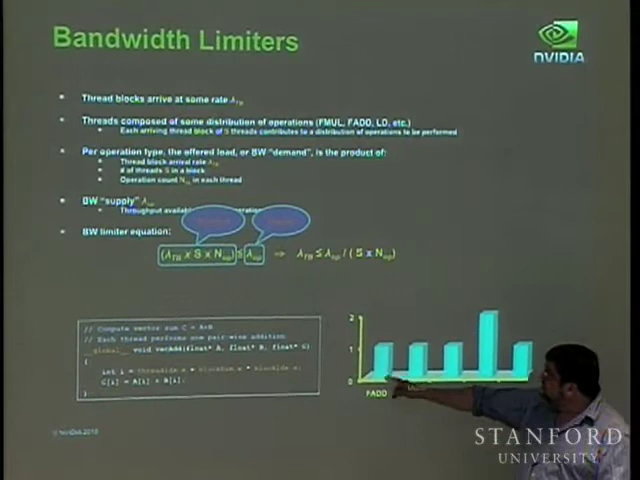 Bandwidth Limiters
NVIDIA
Thread blocks arrive at some rate λTB
Threads composed of some distribution of operations (FMUL, FADD, LD, etc.)
Each arriving thread block of S threads contributes to a distribution of operations to be performed
Per operation type, the offered load, or BW "demand", is the product of:
Thread block arrival rate λTB
# of threads S in a block
Operation count Nop in each thread
BW "supply" λop
Throughput
BW limiter equation:
(λTB x S x Nop) ≤ λop ⇒ λTB ≤ λop / ( S x Nop)
// Compute vector sum C = A+B
// Each thread performs one pair-wise addition
__global__ void vecAdd(float* A, float* B, float* C)
{
int i = threadIdx.x + blockDim.x * blockIdx.x;
C[i] = A[i] + B[i];
}
2
1
0
FADD
© NVIDIA 2010
STANFORD
UNIVERSITY